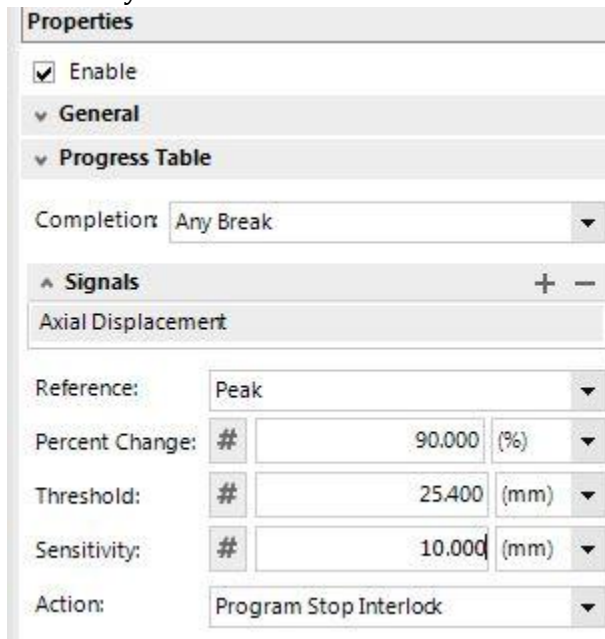 Properties
Enable
General
Progress Table
Completion: Any Break
Signals + −
Axial Displacement
Reference: Peak
Percent Change: # 90.000 (%)
Threshold: # 25.400 (mm)
Sensitivity: # 10.000 (mm)
Action: Program Stop Interlock